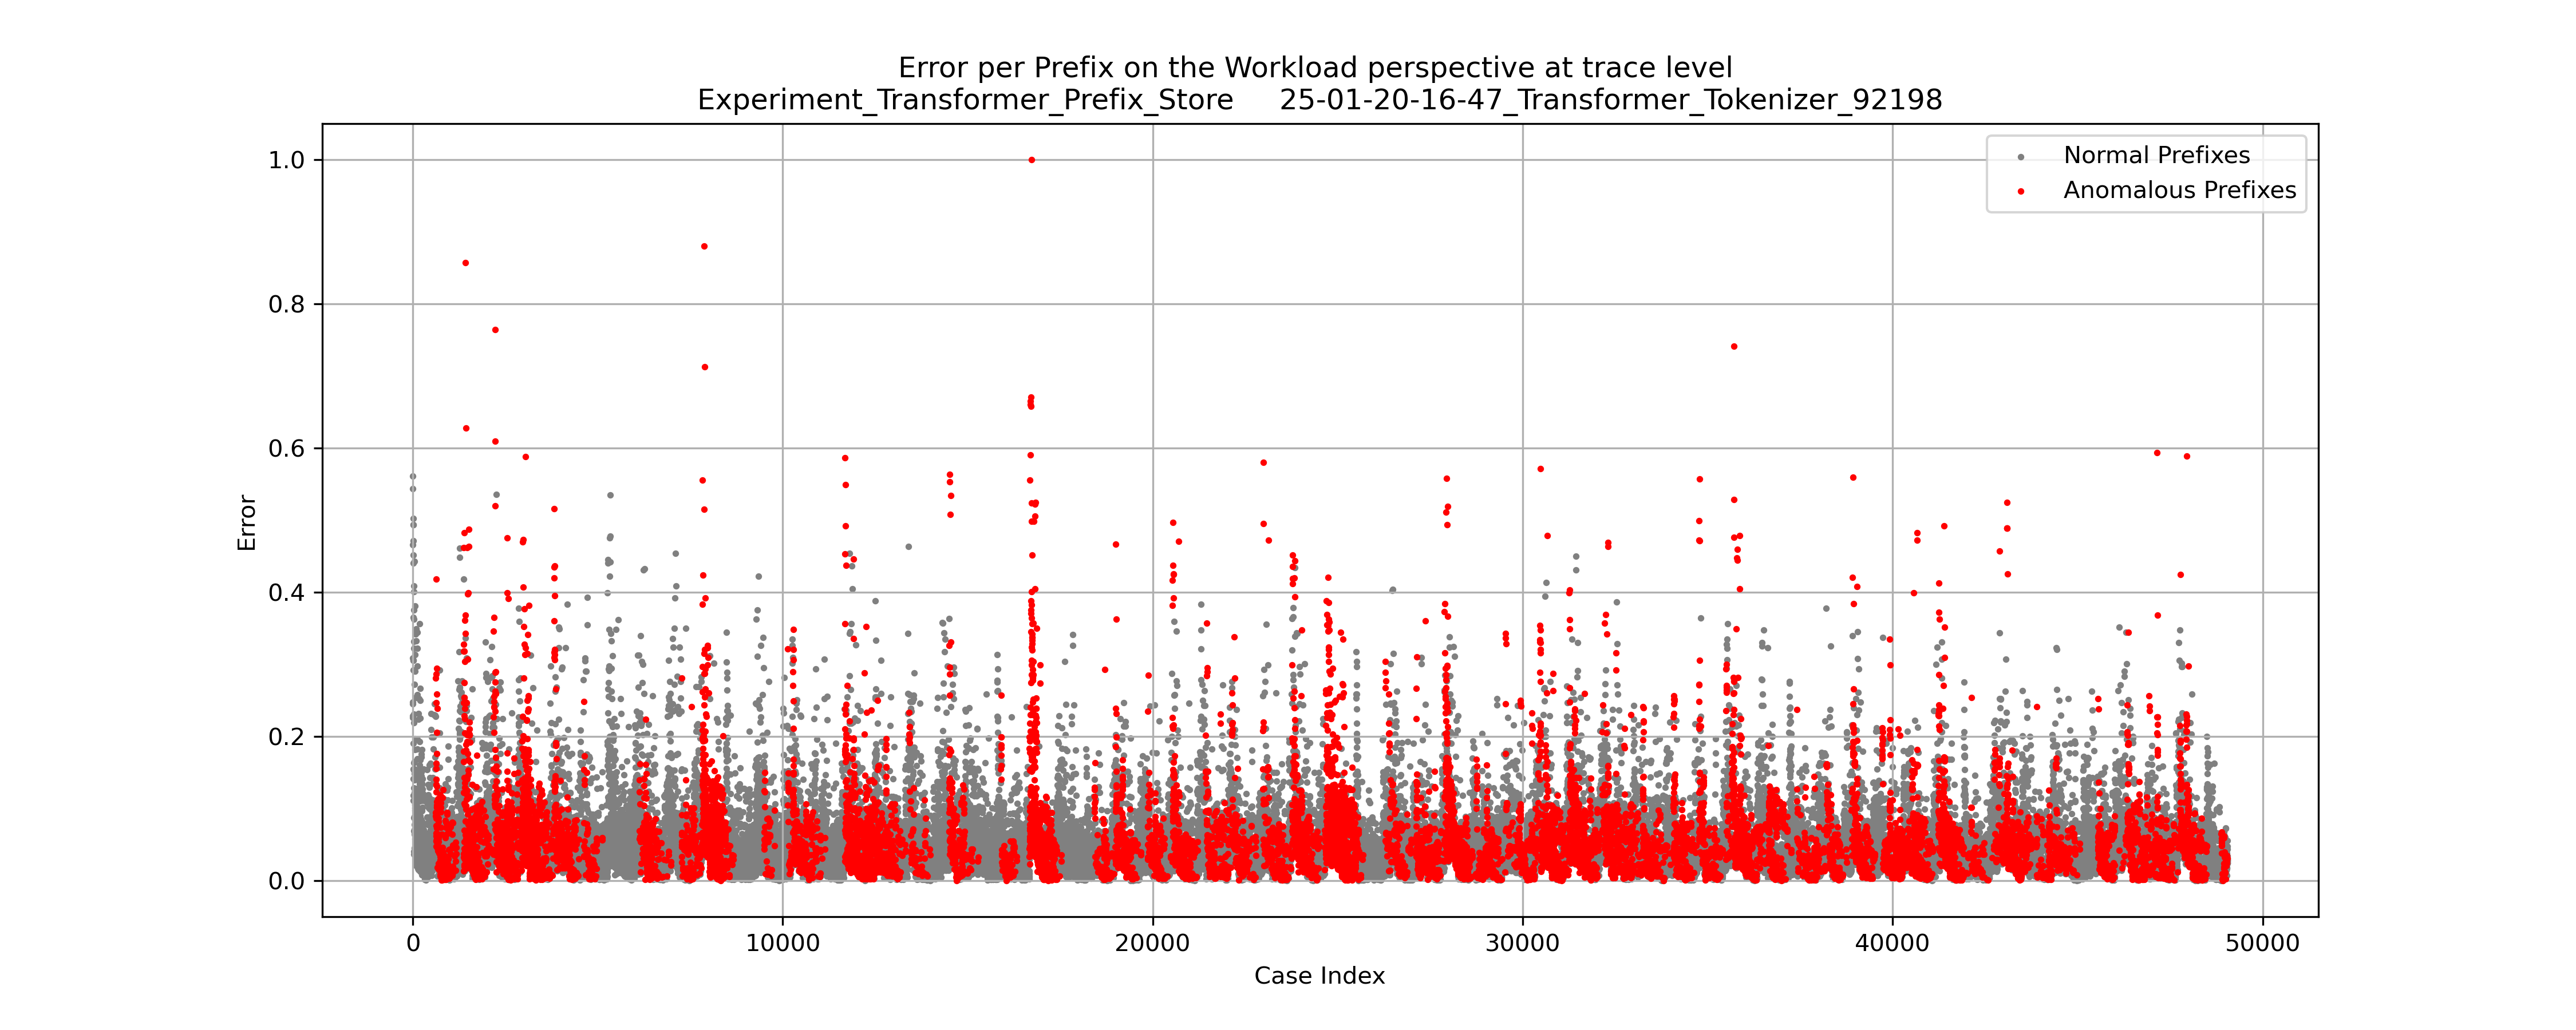 Error per Prefix on the Workload perspective at trace level
Experiment_Transformer_Prefix_Store 25-01-20-16-47_Transformer_Tokenizer_92198
Normal Prefixes
Anomalous Prefixes
1.0
0.8
0.6
0.4
0.2
0.0
Error
0 10000 20000 30000 40000 50000
Case Index